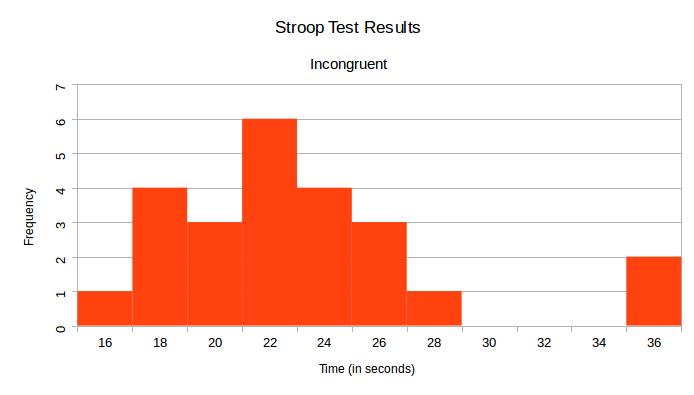 Stroop Test Results
Incongruent
7
6
5
4
3
2
1
0
Frequency
16 18 20 22 24 26 28 30 32 34 36
Time (in seconds)